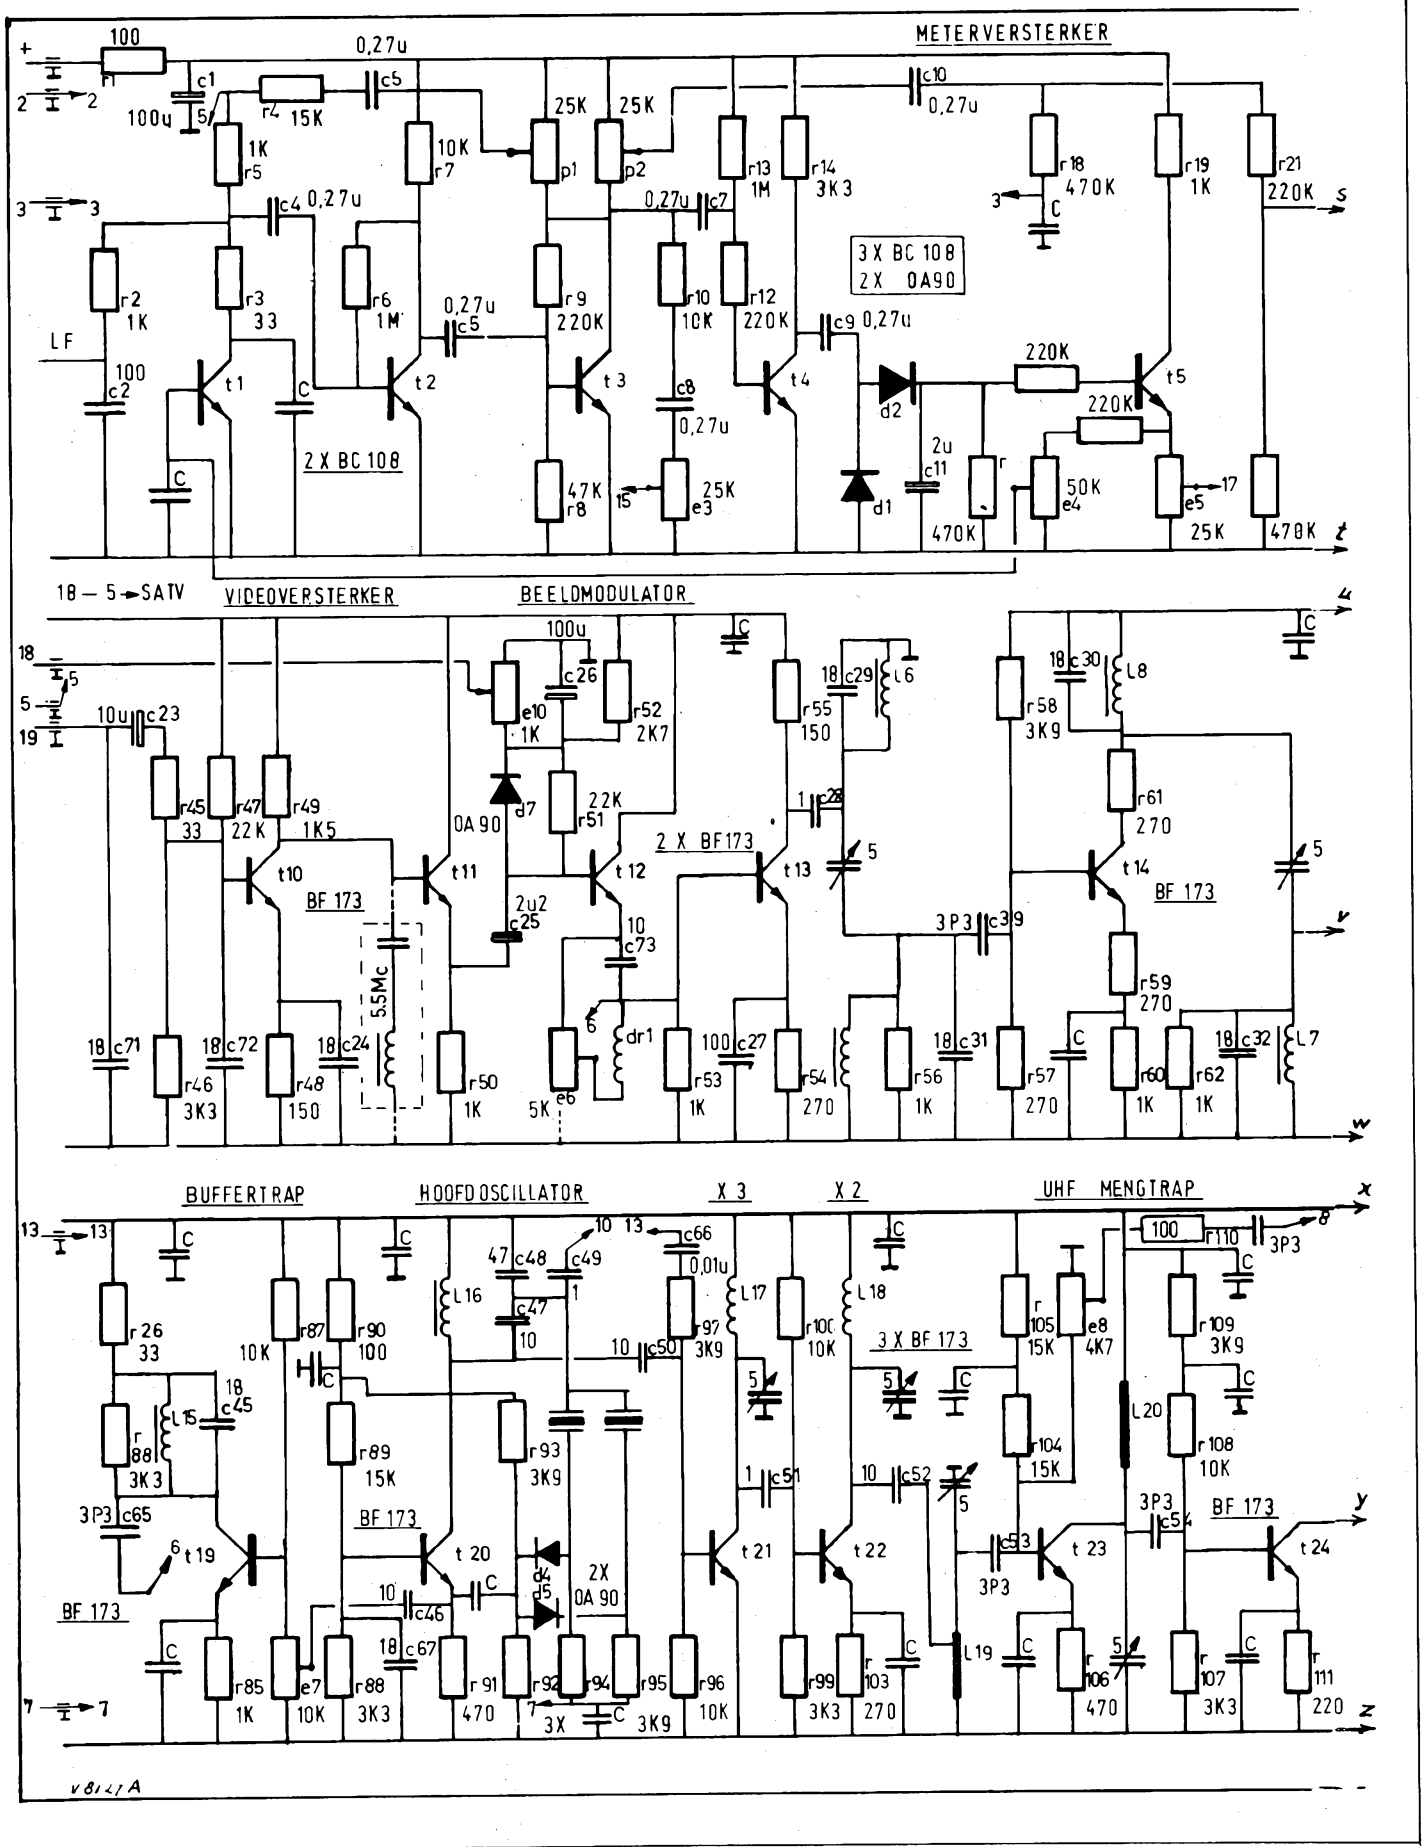 METERVERSTERKER
+ 100 r1
0,27u
c1 100u
2 2
5
r4 15K
c5
1K r5
10K r7
25K p1
25K p2
c10 0,27u
r13 1M
r14 3K3
r18 470K
r19 1K
r21 220K
3 3
c4 0,27u
0,27u c7
3
C
s
r2 1K
r3 33
r6 1M
0,27u c5
r9 220K
r10 10K
r12 220K
c9 0,27u
3 X BC 108
2 X 0A90
LF
100 c2
t1
C
t2
t3
c8 0,27u
t4
d2
220K
t5
220K
C
2 X BC 108
47K r8
15
25K e3
d1
2u c11
r 470K
50K e4
e5 25K
17
470K
t
18 – 5 → SATV
VIDEOVERSTERKER
BEELDMODULATOR
u
18
5
5
19
10u c23
e10 1K
100u c26
r52 2K7
C
r55 150
18 c29
L6
r58 3K9
18 c30
L8
C
r45 33
r47 22K
r49 1K5
d7
0A 90
22K r51
1 c28
r61 270
t10
BF 173
t11
t12
2 X BF173
t13
5
t14
BF 173
5
2u2 c25
10 c73
3P3 c39
v
5.5Mc
r59 270
18 c71
r46 3K3
18 c72
r48 150
18 c24
r50 1K
5K e6
6
dr1
r53 1K
100 c27
r54 270
r56 1K
18 c31
r57 270
C
r60 1K
r62 1K
18 c32
L7
w
BUFFERTRAP
HOOFDOSCILLATOR
X 3
X 2
UHF MENGTRAP
x
13 13
C
C
47 c48
10
c49 1
13
c66 0,01u
C
100 r110
3P3
8
C
r26 33
10K r87
r90 100
L16
c47 10
r97 3K9
L17
r100 10K
L18
3 X BF 173
r 105 15K
e8 4K7
r109 3K9
C
10 c50
C
r 88 3K3
L15
18 c45
r89 15K
r93 3K9
5
5
C
r104 15K
L20
r108 10K
3P3 c65
6
t19
BF 173
BF 173
t20
1 c51
10 c52
5
3P3 c54
BF 173
y
d4
d5
2X 0A 90
t21
t22
c53 3P3
t 23
t 24
10 c46
C
C
r85 1K
e7 10K
r88 3K3
18 c67
r91 470
r92
r94
r95
7
3X
C
3K9
r96 10K
r99 3K3
r 103 270
C
L19
C
r 106 470
5
r 107 3K3
C
r 111 220
7 7
z